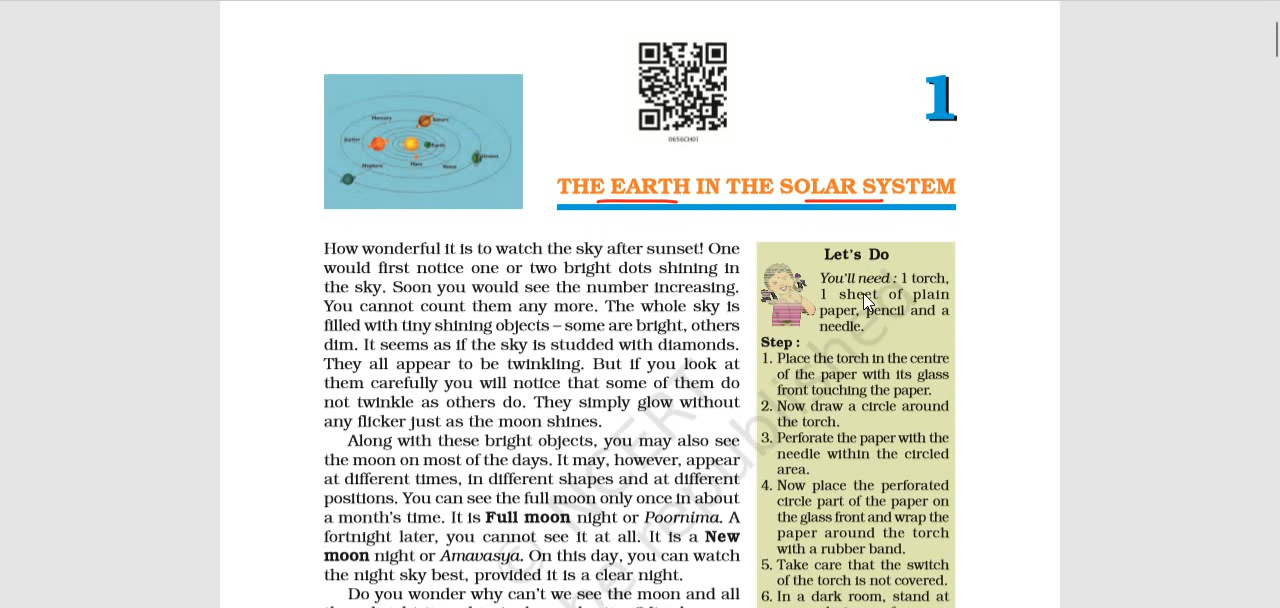 0656CH01
1
Mercury
Saturn
Earth
Mars
Venus
Neptune
THE EARTH IN THE SOLAR SYSTEM
How wonderful it is to watch the sky after sunset! One
would first notice one or two bright dots shining in
the sky. Soon you would see the number increasing.
You cannot count them any more. The whole sky is
filled with tiny shining objects – some are bright, others
dim. It seems as if the sky is studded with diamonds.
They all appear to be twinkling. But if you look at
them carefully you will notice that some of them do
not twinkle as others do. They simply glow without
any flicker just as the moon shines.
Along with these bright objects, you may also see
the moon on most of the days. It may, however, appear
at different times, in different shapes and at different
positions. You can see the full moon only once in about
a month's time. It is Full moon night or Poornima. A
fortnight later, you cannot see it at all. It is a New
moon night or Amavasya. On this day, you can watch
the night sky best, provided it is a clear night.
Do you wonder why can't we see the moon and all
Let's Do
You'll need : 1 torch,
1 sheet of plain
paper, pencil and a
needle.
Step :
1. Place the torch in the centre
of the paper with its glass
front touching the paper.
2. Now draw a circle around
the torch.
3. Perforate the paper with the
needle within the circled
area.
4. Now place the perforated
circle part of the paper on
the glass front and wrap the
paper around the torch
with a rubber band.
5. Take care that the switch
of the torch is not covered.
6. In a dark room, stand at
© NCERT
be republished